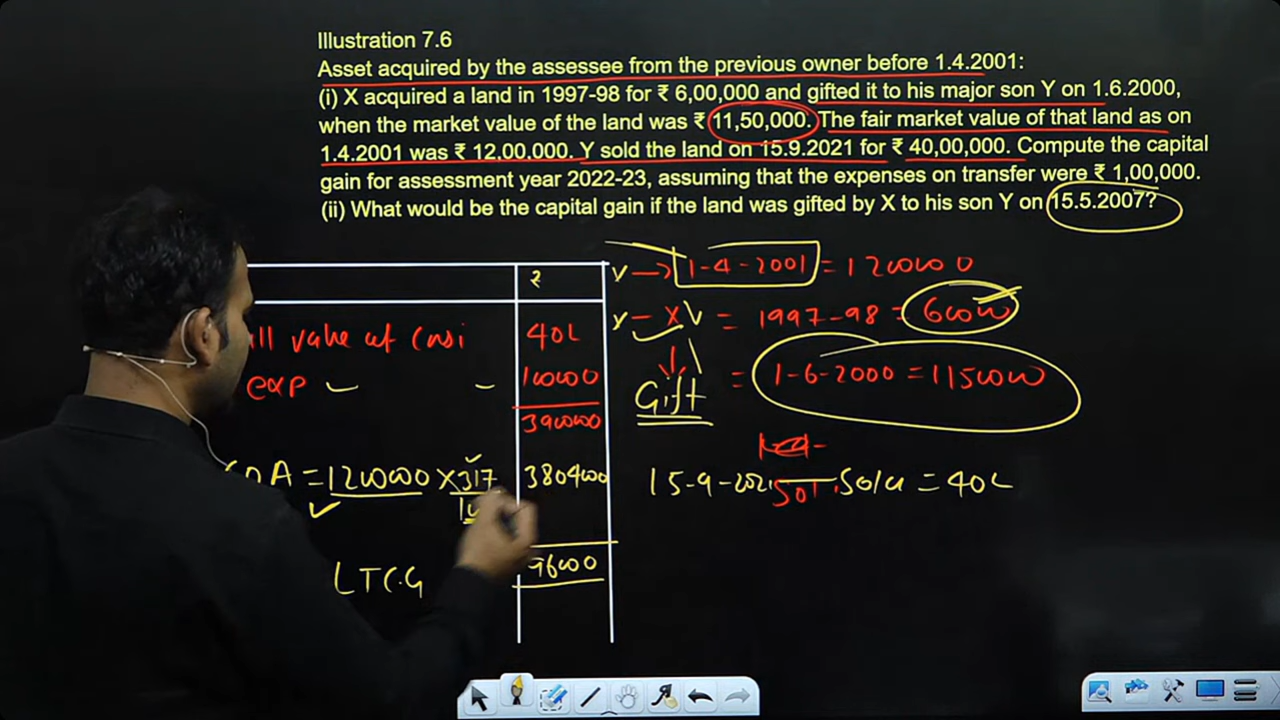 Illustration 7.6
Asset acquired by the assessee from the previous owner before 1.4.2001:
(i) X acquired a land in 1997-98 for ₹ 6,00,000 and gifted it to his major son Y on 1.6.2000,
when the market value of the land was ₹ 11,50,000. The fair market value of that land as on
1.4.2001 was ₹ 12,00,000. Y sold the land on 15.9.2021 for ₹ 40,00,000. Compute the capital
gain for assessment year 2022-23, assuming that the expenses on transfer were ₹ 1,00,000.
(ii) What would be the capital gain if the land was gifted by X to his son Y on 15.5.2007?
₹
1-4-2001 = 1200000
1997-98 =
Gift = 1-6-2000 = 1150000
40L
exp - 100000
3900000
= 1200000 × 317 3804000
15-9-2021 Sold = 40L
LTCG 96000